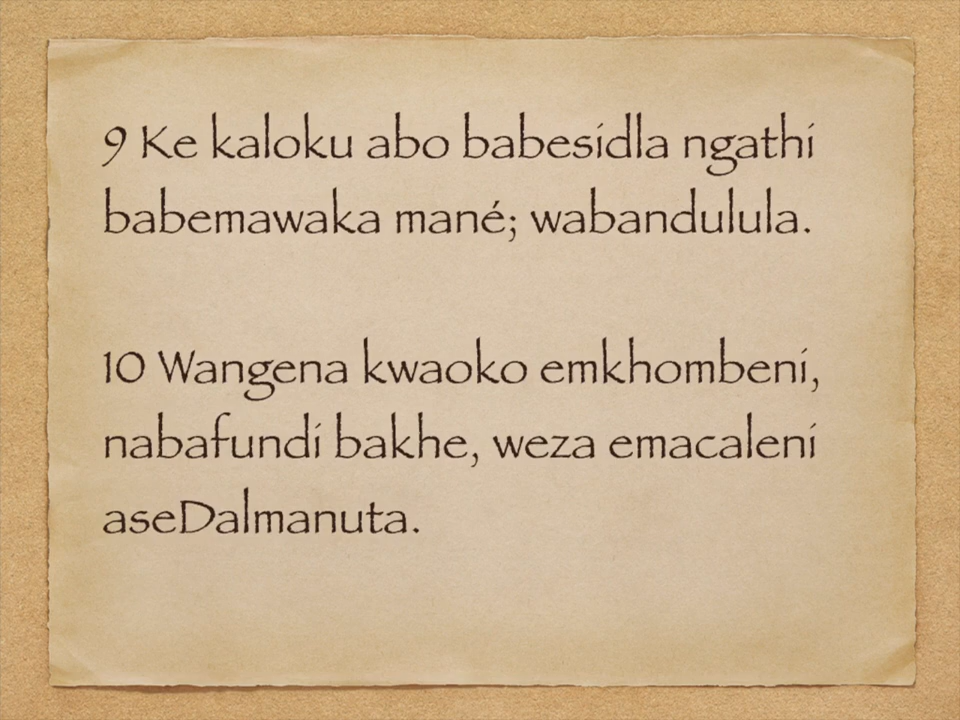 9 Ke kaloku abo babesidla ngathi
babemawaka mané; wabandulula.
10 Wangena kwaoko emkhombeni,
nabafundi bakhe, weza emacaleni
aseDalmanuta.